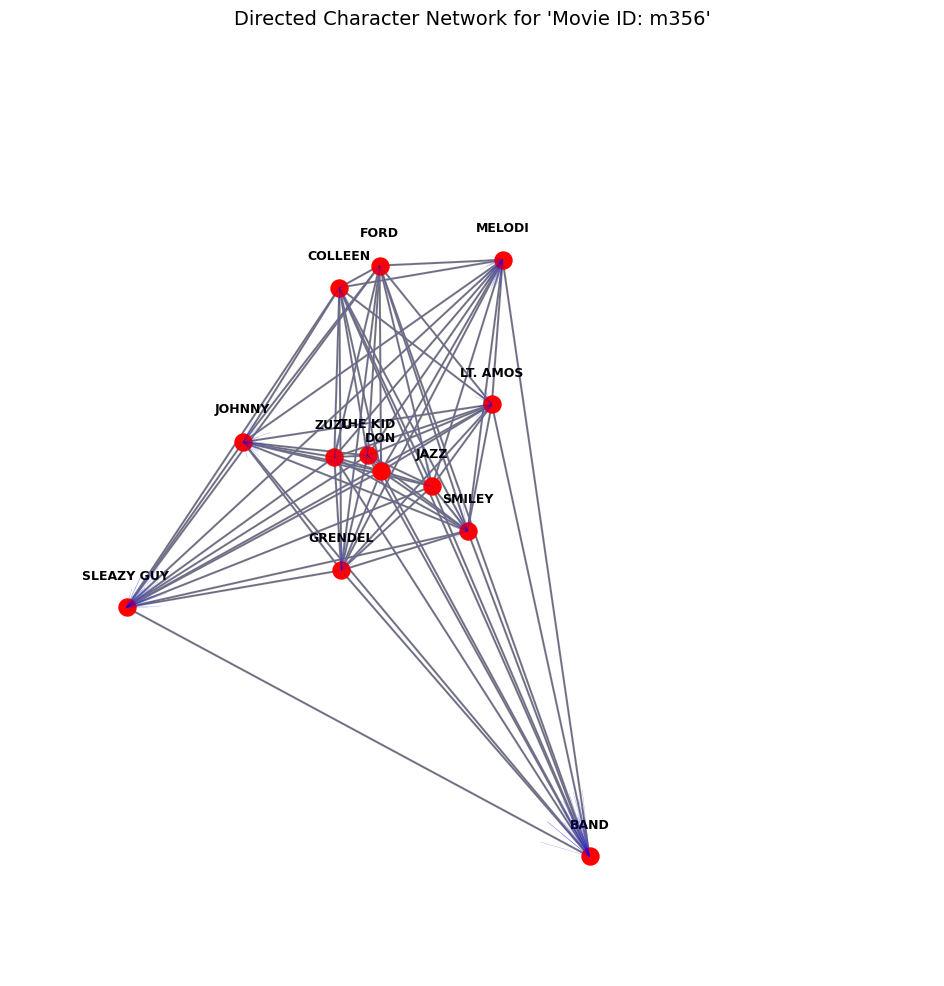 Directed Character Network for 'Movie ID: m356'
MELODI
FORD
COLLEEN
LT. AMOS
JOHNNY
ZUZU
THE KID
DON
JAZZ
SMILEY
GRENDEL
SLEAZY GUY
BAND